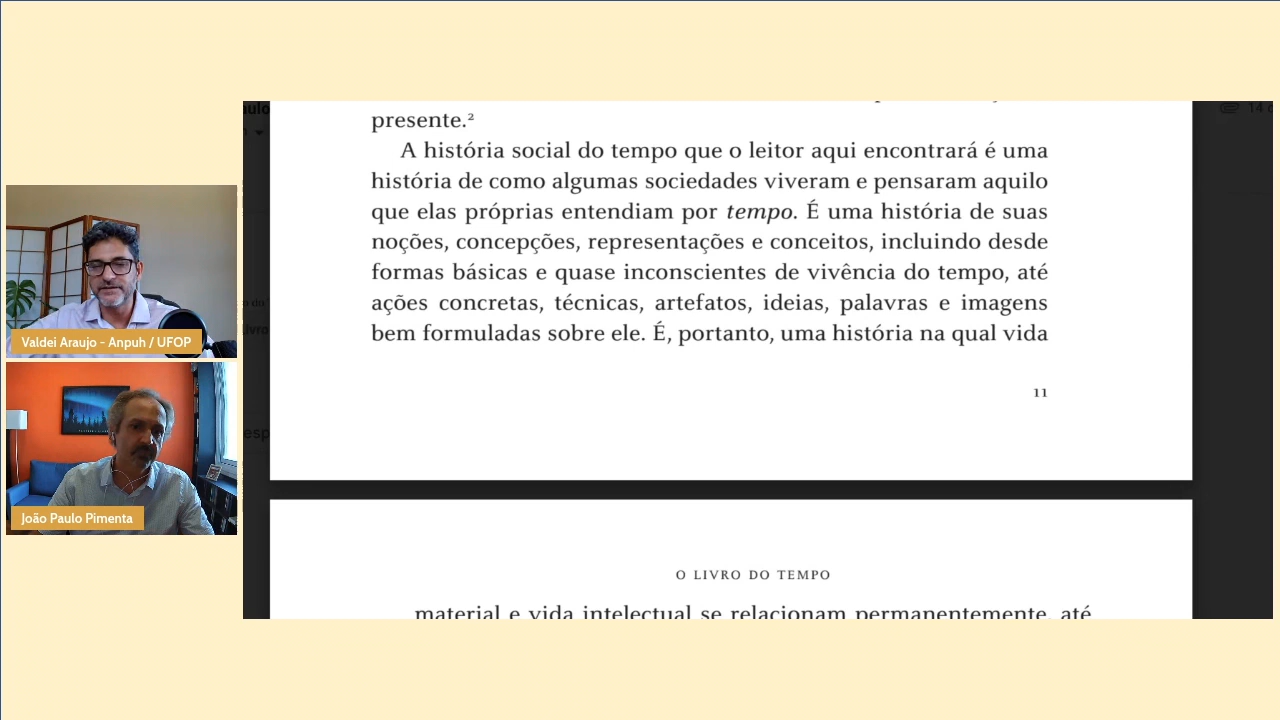 presente.²
A história social do tempo que o leitor aqui encontrará é uma
história de como algumas sociedades viveram e pensaram aquilo
que elas próprias entendiam por tempo. É uma história de suas
noções, concepções, representações e conceitos, incluindo desde
formas básicas e quase inconscientes de vivência do tempo, até
ações concretas, técnicas, artefatos, ideias, palavras e imagens
bem formuladas sobre ele. É, portanto, uma história na qual vida
11
O LIVRO DO TEMPO
material e vida intelectual se relacionam permanentemente, até
Valdei Araujo - Anpuh / UFOP
João Paulo Pimenta